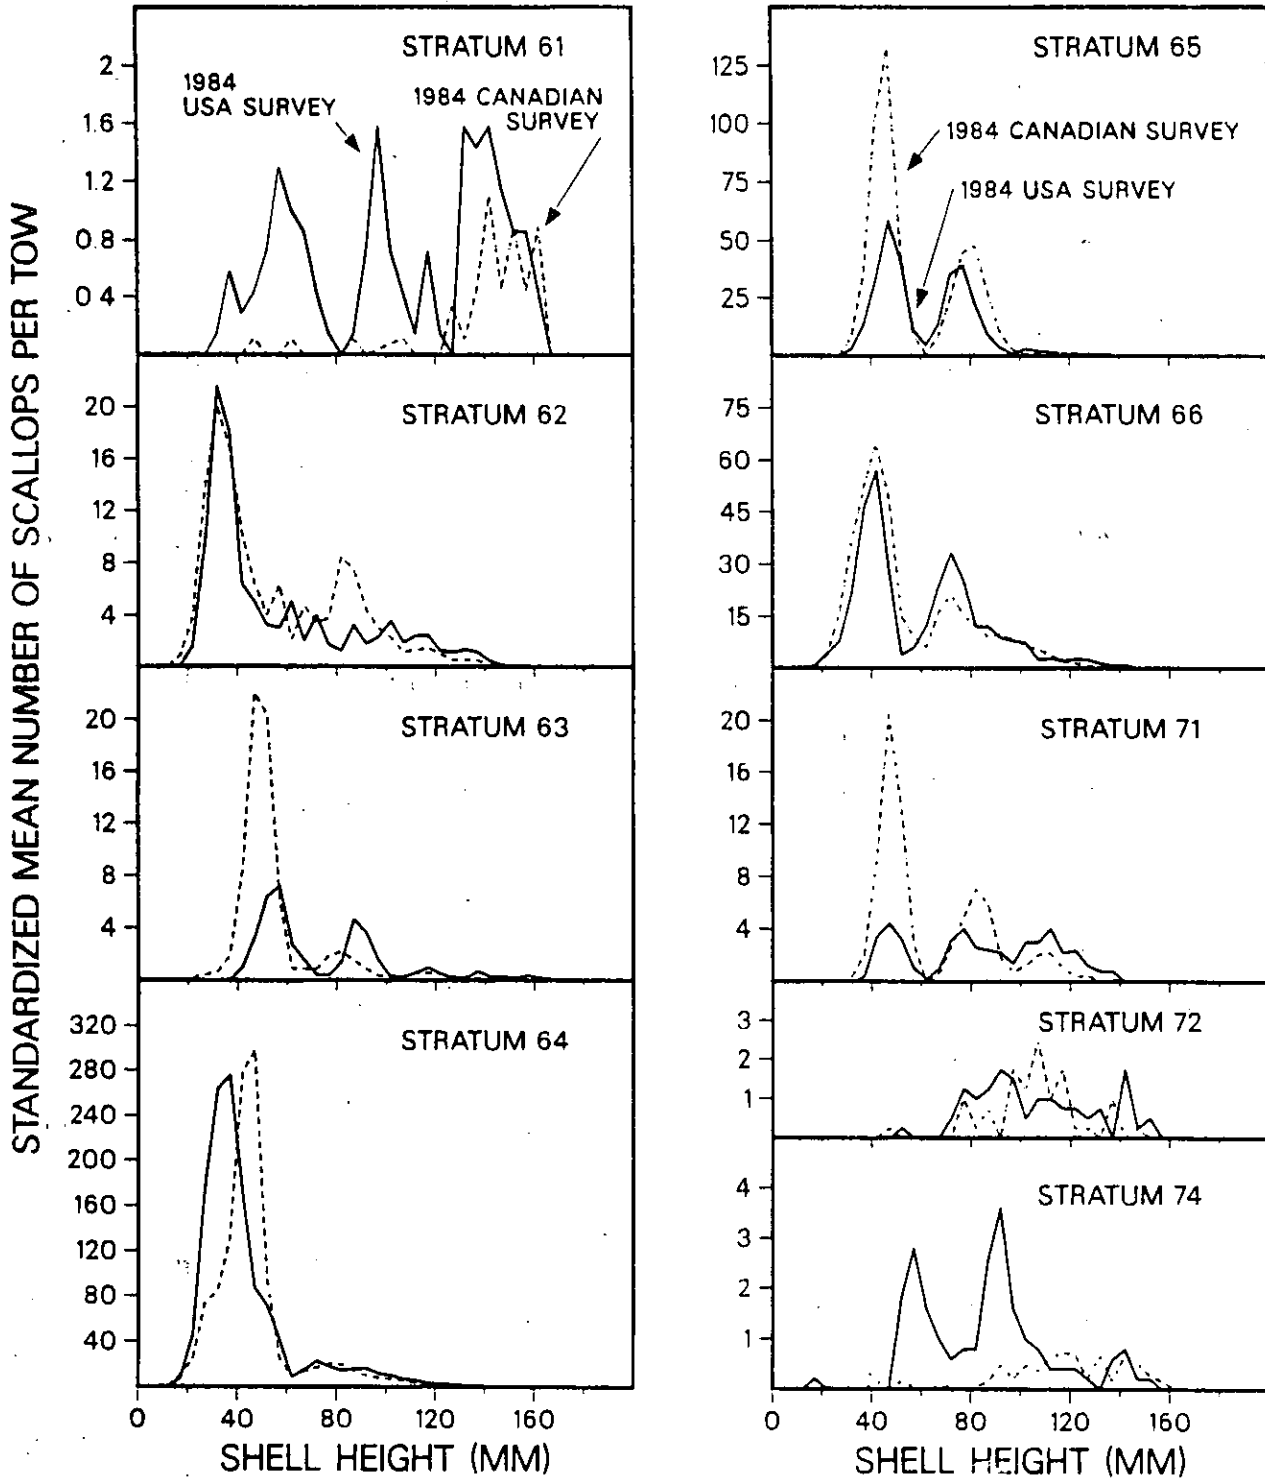 STANDARDIZED MEAN NUMBER OF SCALLOPS PER TOW
STRATUM 61
1984
USA SURVEY
1984 CANADIAN
SURVEY
2
1.6
1.2
0.8
0.4
STRATUM 62
20
16
12
8
4
STRATUM 63
20
16
12
8
4
STRATUM 64
320
280
240
200
160
120
80
40
0 40 80 120 160
SHELL HEIGHT (MM)
STRATUM 65
1984 CANADIAN SURVEY
1984 USA SURVEY
125
100
75
50
25
STRATUM 66
75
60
45
30
15
STRATUM 71
20
16
12
8
4
STRATUM 72
3
2
1
STRATUM 74
4
3
2
1
0 40 80 120 160
SHELL HEIGHT (MM)